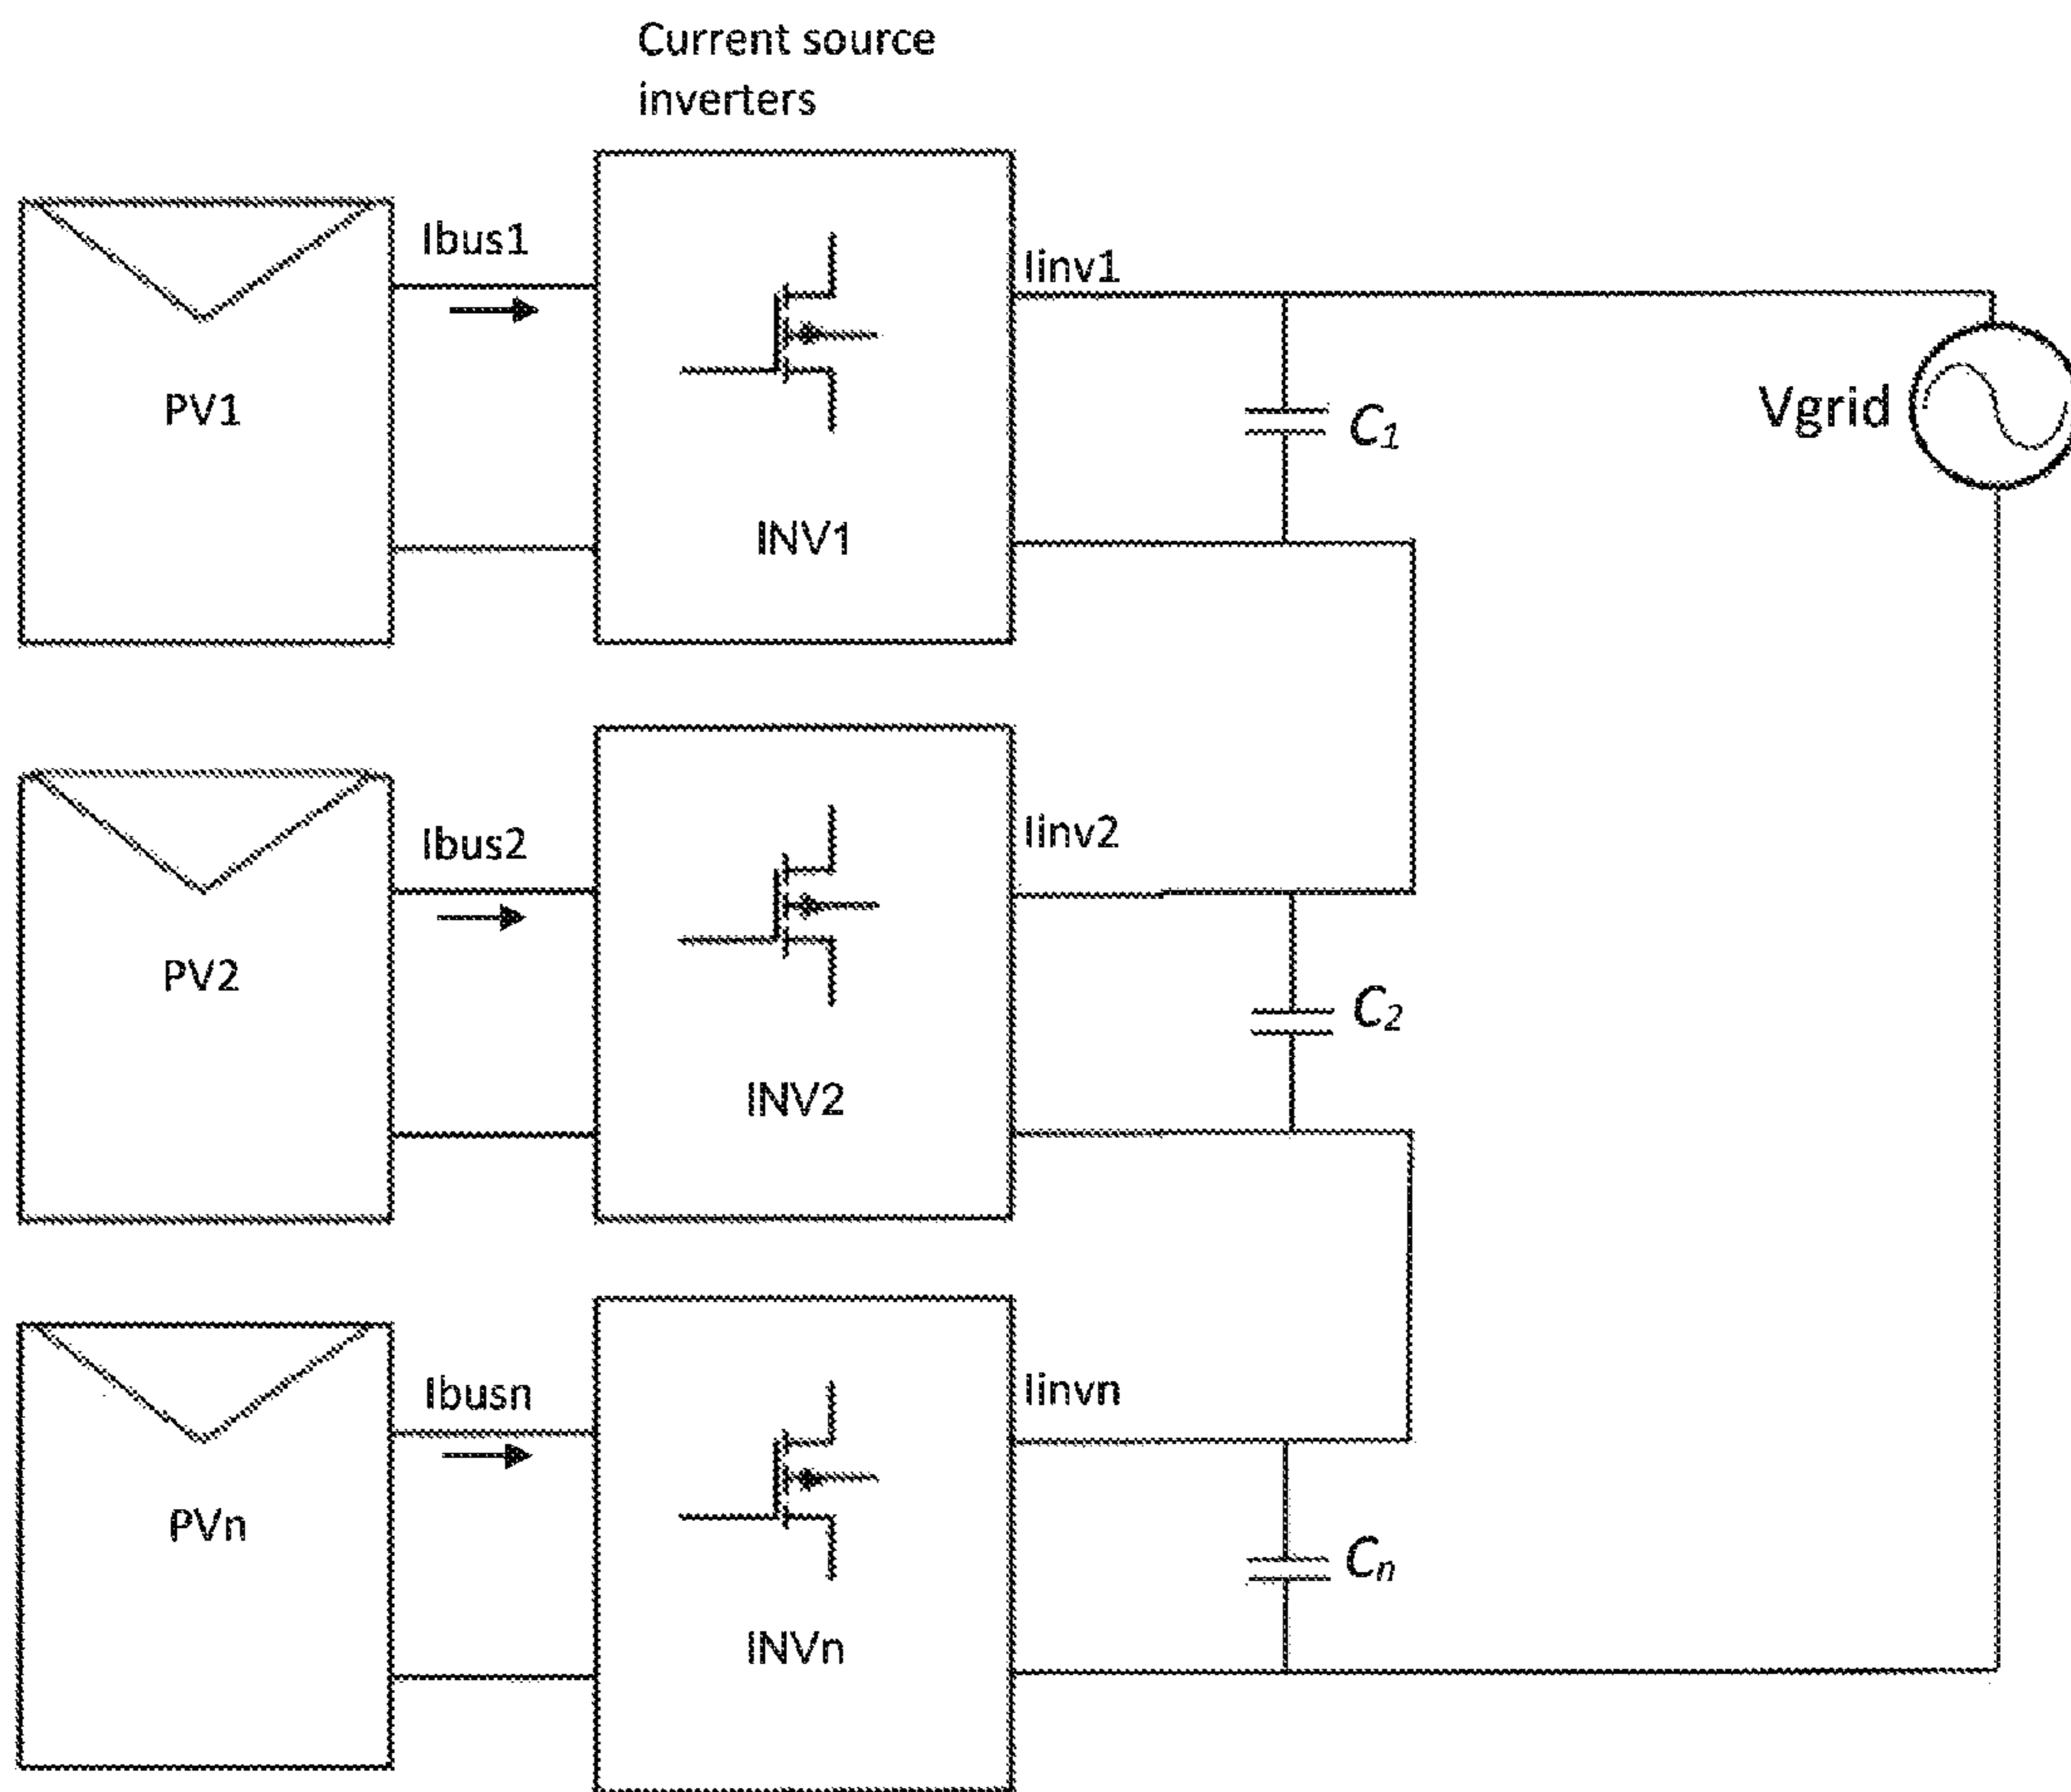 Current source
inverters
Ibus1
Iinv1
PV1
INV1
C1
Vgrid
Ibus2
Iinv2
PV2
INV2
C2
Ibusn
Iinvn
PVn
INVn
Cn